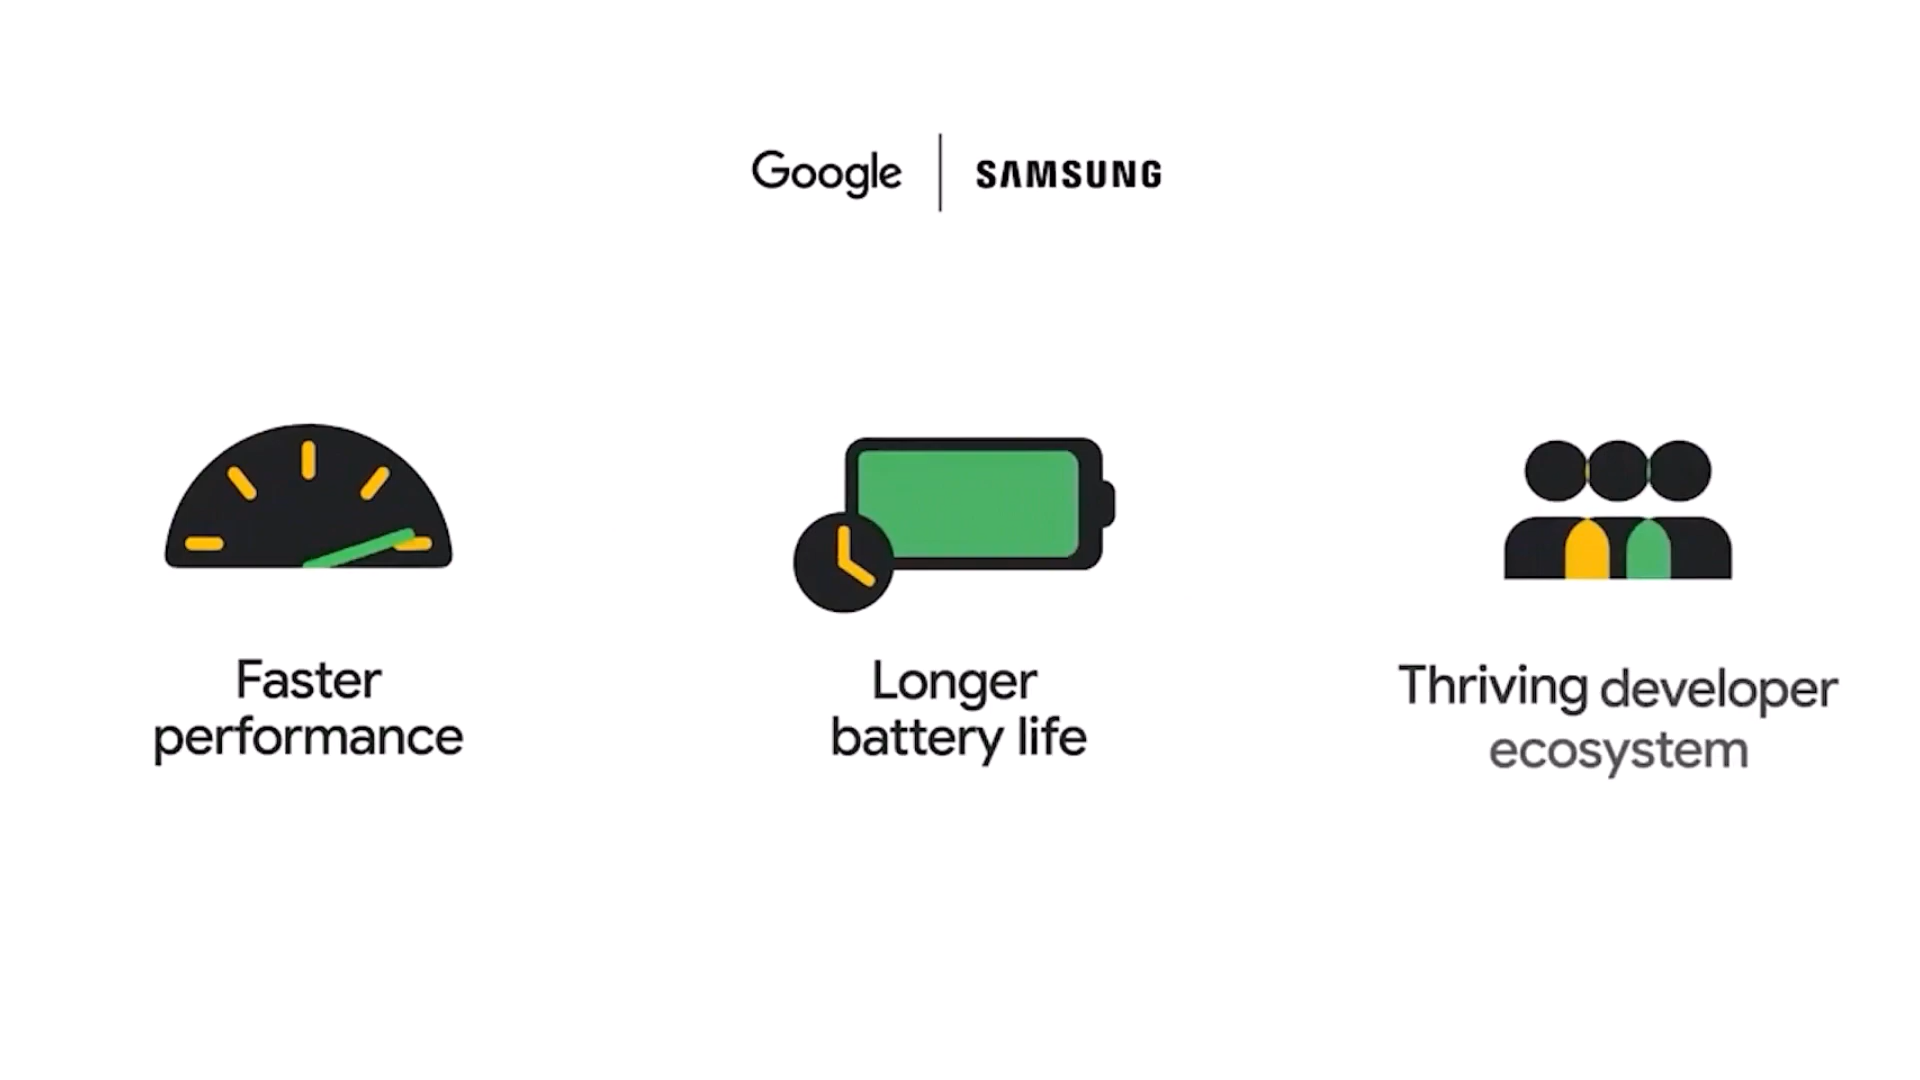 Google | SAMSUNG
Faster
performance
Longer
battery life
Thriving developer
ecosystem